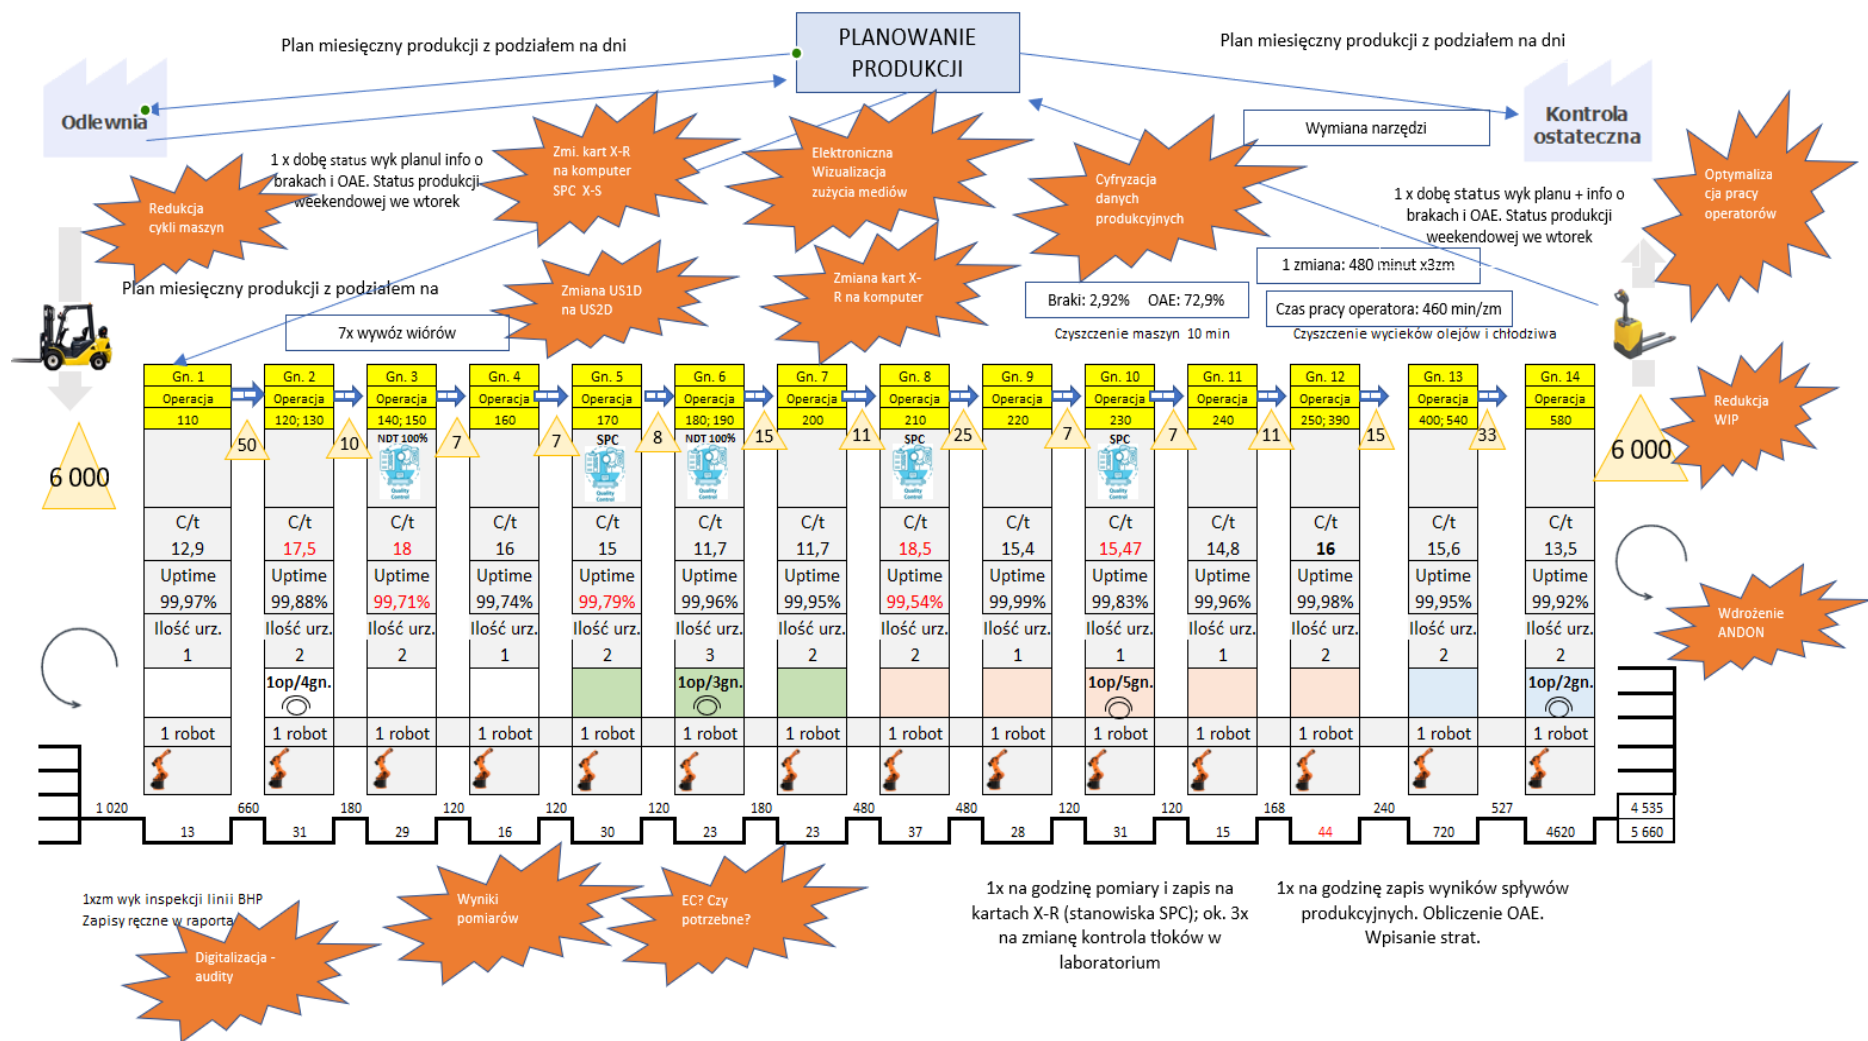 PLANOWANIE
PRODUKCJI
Plan miesięczny produkcji z podziałem na dni
Plan miesięczny produkcji z podziałem na dni
Odlewnia
Kontrola
ostateczna
Wymiana narzędzi
1 x dobę status wyk planuI info o
brakach i OAE. Status produkcji
weekendowej we wtorek
Zmi. kart X-R
na komputer
SPC X-S
Elektroniczna
Wizualizacja
zużycia mediów
Cyfryzacja
danych
produkcyjnych
1 x dobę status wyk planu + info o
brakach i OAE. Status produkcji
weekendowej we wtorek
Optymaliza
cja pracy
operatorów
Redukcja
cykli maszyn
Plan miesięczny produkcji z podziałem na
Zmiana US1D
na US2D
Zmiana kart X-
R na komputer
1 zmiana: 480 minut x3zm
Braki: 2,92% OAE: 72,9%
Czas pracy operatora: 460 min/zm
7x wywóz wiórów
Czyszczenie maszyn 10 min
Czyszczenie wycieków olejów i chłodziwa
Gn. 1 Gn. 2 Gn. 3 Gn. 4 Gn. 5 Gn. 6 Gn. 7 Gn. 8 Gn. 9 Gn. 10 Gn. 11 Gn. 12 Gn. 13 Gn. 14
Operacja Operacja Operacja Operacja Operacja Operacja Operacja Operacja Operacja Operacja Operacja Operacja Operacja Operacja
110 120; 130 140; 150 160 170 180; 190 200 210 220 230 240 250; 390 400; 540 580
Redukcja
WIP
50 10 7 7 8 15 11 25 7 7 11 15 33
NDT 100% SPC NDT 100% SPC SPC
Quality Control Quality Control Quality Control Quality Control Quality Control
6 000 6 000
C/t C/t C/t C/t C/t C/t C/t C/t C/t C/t C/t C/t C/t C/t
12,9 17,5 18 16 15 11,7 11,7 18,5 15,4 15,47 14,8 16 15,6 13,5
Uptime Uptime Uptime Uptime Uptime Uptime Uptime Uptime Uptime Uptime Uptime Uptime Uptime Uptime
99,97% 99,88% 99,71% 99,74% 99,79% 99,96% 99,95% 99,54% 99,99% 99,83% 99,96% 99,98% 99,95% 99,92%
Ilość urz. Ilość urz. Ilość urz. Ilość urz. Ilość urz. Ilość urz. Ilość urz. Ilość urz. Ilość urz. Ilość urz. Ilość urz. Ilość urz. Ilość urz. Ilość urz.
1 2 2 1 2 3 2 2 1 1 1 2 2 2
Wdrożenie
ANDON
1op/4gn. 1op/3gn. 1op/5gn. 1op/2gn.
1 robot 1 robot 1 robot 1 robot 1 robot 1 robot 1 robot 1 robot 1 robot 1 robot 1 robot 1 robot 1 robot 1 robot
1 020 660 180 120 120 120 180 480 480 120 120 168 240 527 4 535
13 31 29 16 30 23 23 37 28 31 15 44 720 4620 5 660
1xzm wyk inspekcji linii BHP
Zapisy ręczne w raporta
Digitalizacja -
audity
Wyniki
pomiarów
EC? Czy
potrzebne?
1x na godzinę pomiary i zapis na
kartach X-R (stanowiska SPC); ok. 3x
na zmianę kontrola tłoków w
laboratorium
1x na godzinę zapis wyników spływów
produkcyjnych. Obliczenie OAE.
Wpisanie strat.